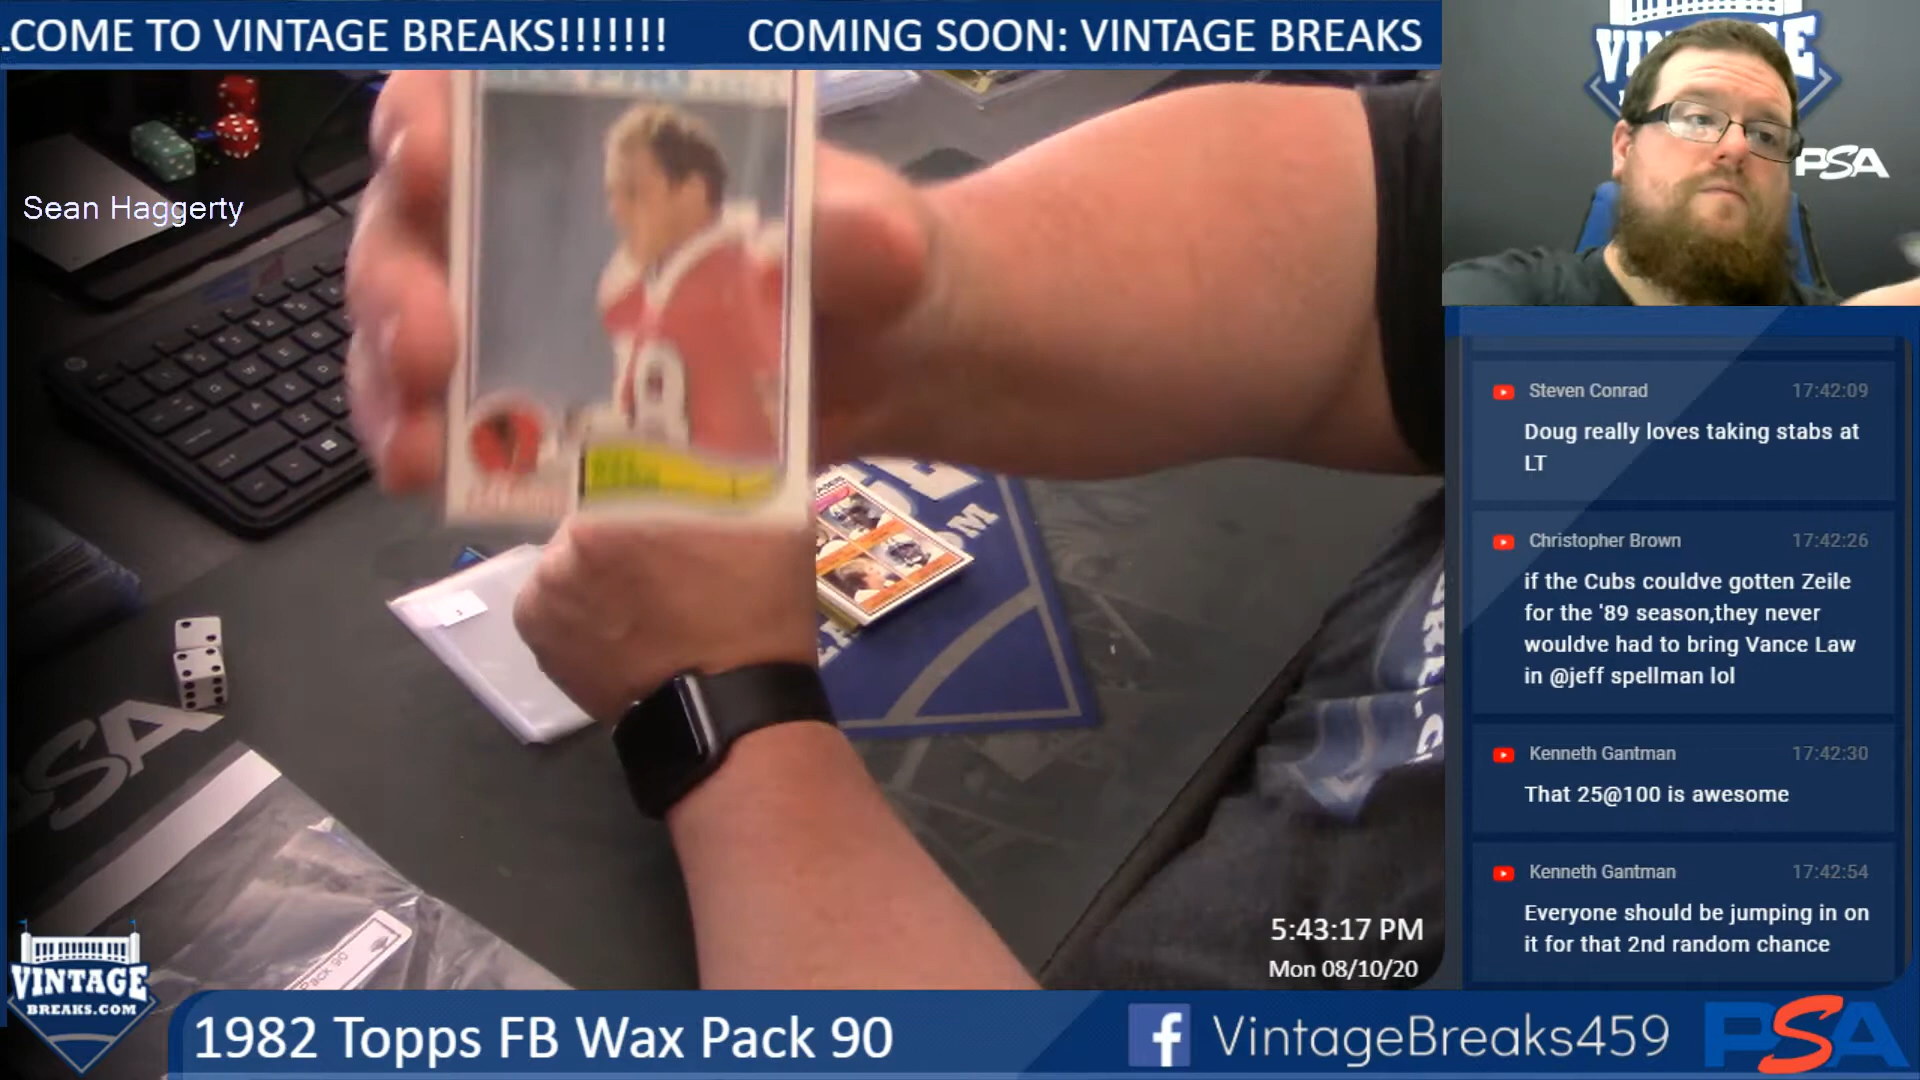 .COME TO VINTAGE BREAKS!!!!!!! COMING SOON: VINTAGE BREAKS
PSA
Sean Haggerty
Steven Conrad 17:42:09
Doug really loves taking stabs at
LT
Christopher Brown 17:42:26
if the Cubs couldve gotten Zeile
for the '89 season,they never
wouldve had to bring Vance Law
in @jeff spellman lol
Kenneth Gantman 17:42:30
That 25@100 is awesome
Kenneth Gantman 17:42:54
Everyone should be jumping in on
it for that 2nd random chance
Pack 90
5:43:17 PM
Mon 08/10/20
VINTAGE
BREAKS.COM
1982 Topps FB Wax Pack 90
VintageBreaks459
PSA